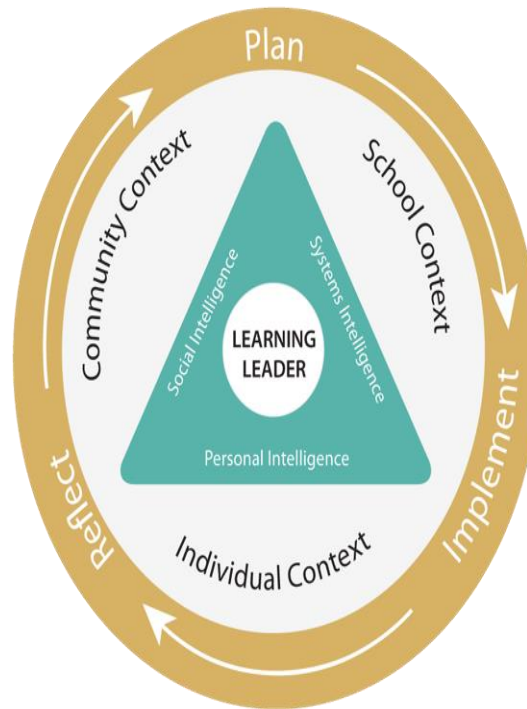 Plan
Community Context
School Context
Social Intelligence
Systems Intelligence
LEARNING
LEADER
Personal Intelligence
Reflect
Implement
Individual Context